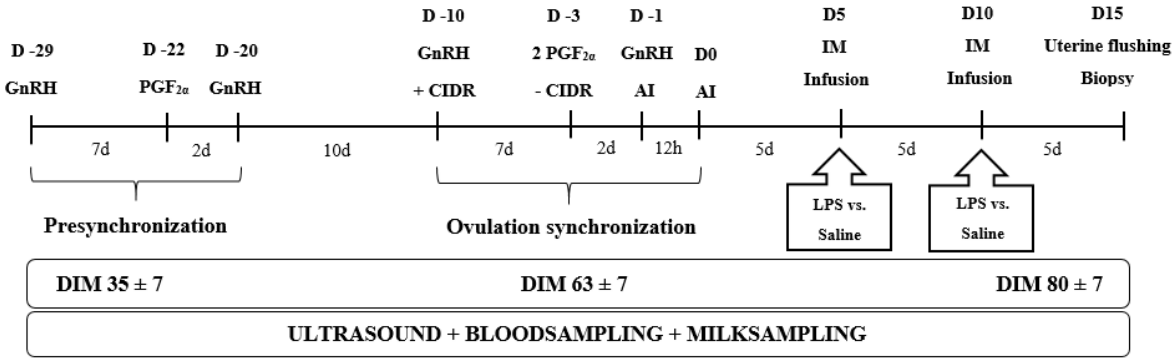 D -29
GnRH
D -22
PGF2α
D -20
GnRH
D -10
GnRH
+ CIDR
D -3
2 PGF2α
- CIDR
D -1
GnRH
AI
D0
AI
D5
IM
Infusion
D10
IM
Infusion
D15
Uterine flushing
Biopsy
7d
2d
10d
7d
2d
12h
5d
5d
5d
Presynchronization
Ovulation synchronization
LPS vs.
Saline
LPS vs.
Saline
DIM 35 ± 7
DIM 63 ± 7
DIM 80 ± 7
ULTRASOUND + BLOODSAMPLING + MILKSAMPLING